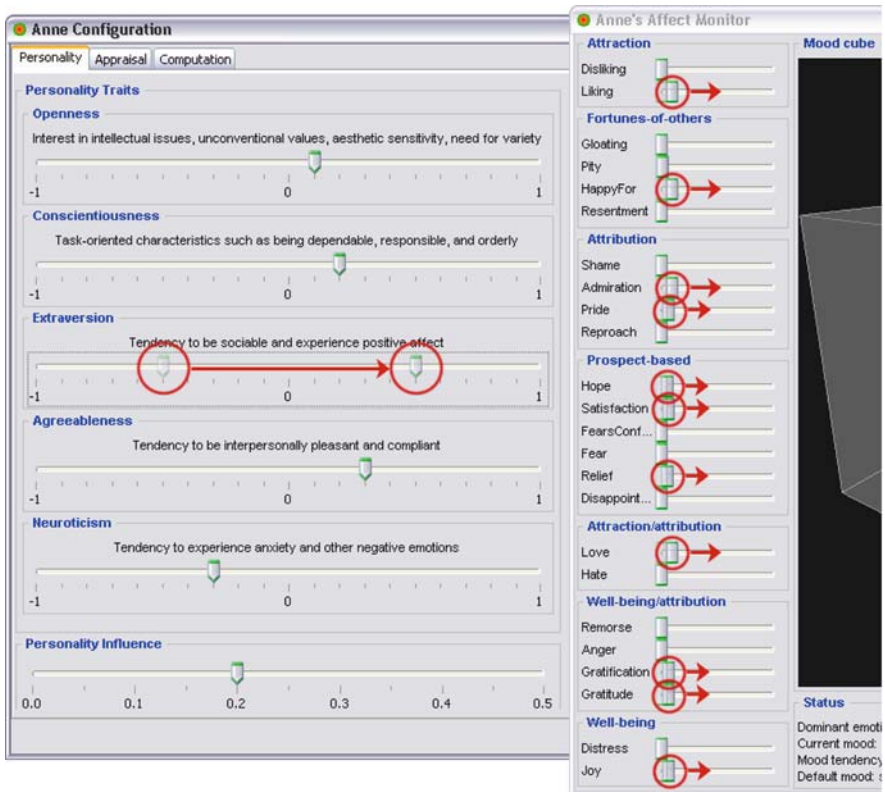 Anne Configuration
Personality Appraisal Computation
Personality Traits
Openness
Interest in intellectual issues, unconventional values, aesthetic sensitivity, need for variety
-1 0 1
Conscientiousness
Task-oriented characteristics such as being dependable, responsible, and orderly
-1 0 1
Extraversion
Tendency to be sociable and experience positive affect
-1 0 1
Agreeableness
Tendency to be interpersonally pleasant and compliant
-1 0 1
Neuroticism
Tendency to experience anxiety and other negative emotions
-1 0 1
Personality Influence
0.0 0.1 0.2 0.3 0.4 0.5
Anne's Affect Monitor
Attraction
Disliking
Liking
Fortunes-of-others
Gloating
Pity
HappyFor
Resentment
Attribution
Shame
Admiration
Pride
Reproach
Prospect-based
Hope
Satisfaction
FearsConf...
Fear
Relief
Disappoint...
Attraction/attribution
Love
Hate
Well-being/attribution
Remorse
Anger
Gratification
Gratitude
Well-being
Distress
Joy
Mood cube
Status
Dominant emoti
Current mood:
Mood tendency
Default mood: s